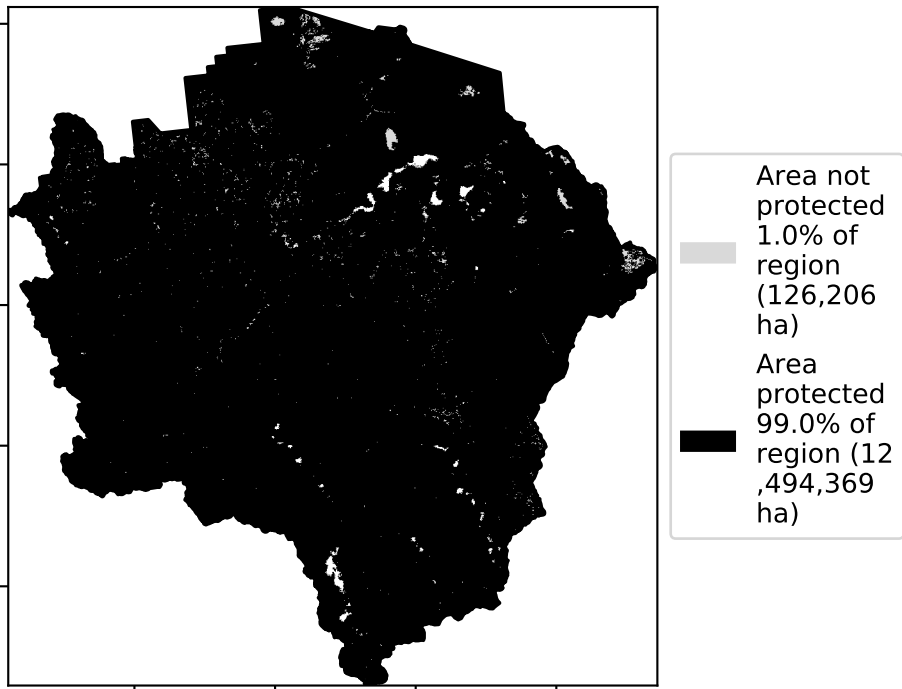 Area not
protected
1.0% of
region
(126,206
ha)
Area
protected
99.0% of
region (12
,494,369
ha)